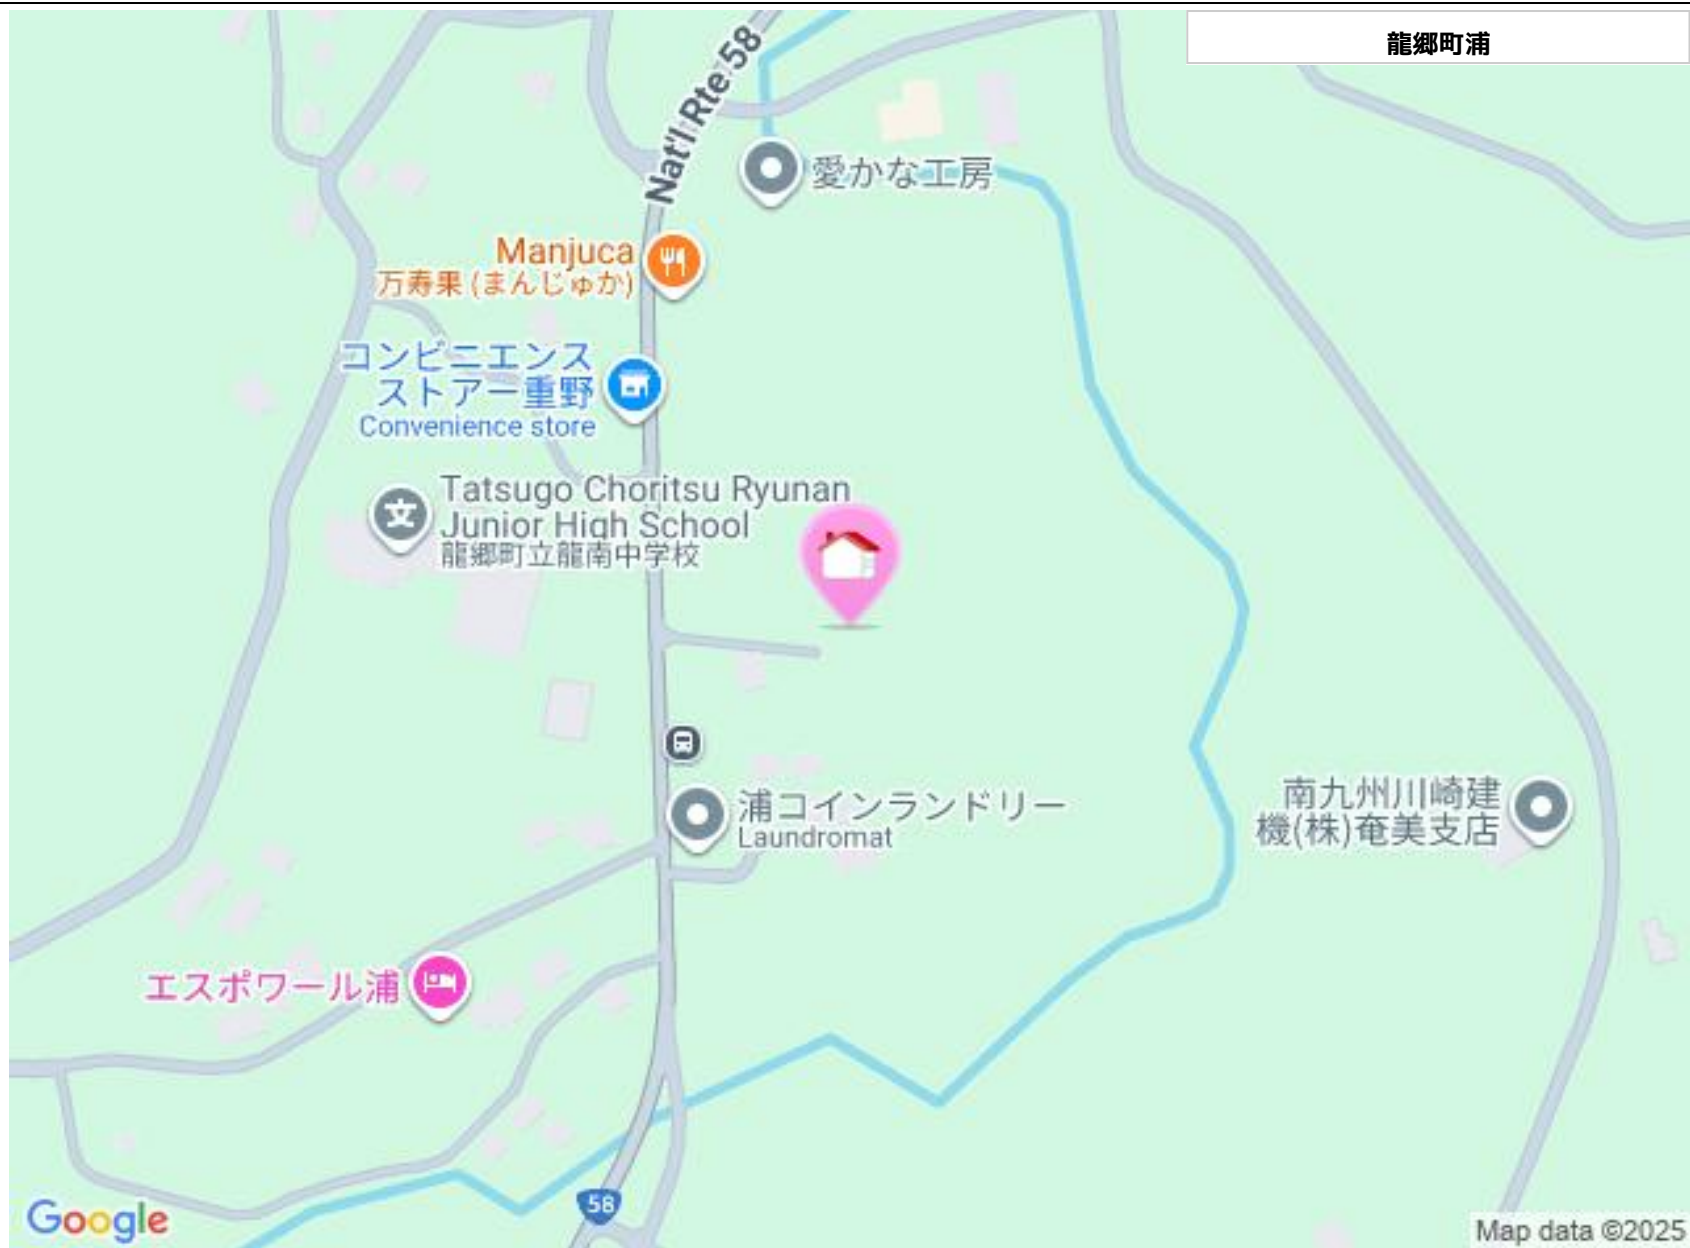 龍郷町浦
Nat'l Rte 58
愛かな工房
Manjuca
万寿果 (まんじゅか)
コンビニエンス
ストアー重野
Convenience store
Tatsugo Choritsu Ryunan
Junior High School
龍郷町立龍南中学校
文
浦コインランドリー
Laundromat
南九州川崎建
機(株)奄美支店
エスポワール浦
58
Google
Map data ©2025